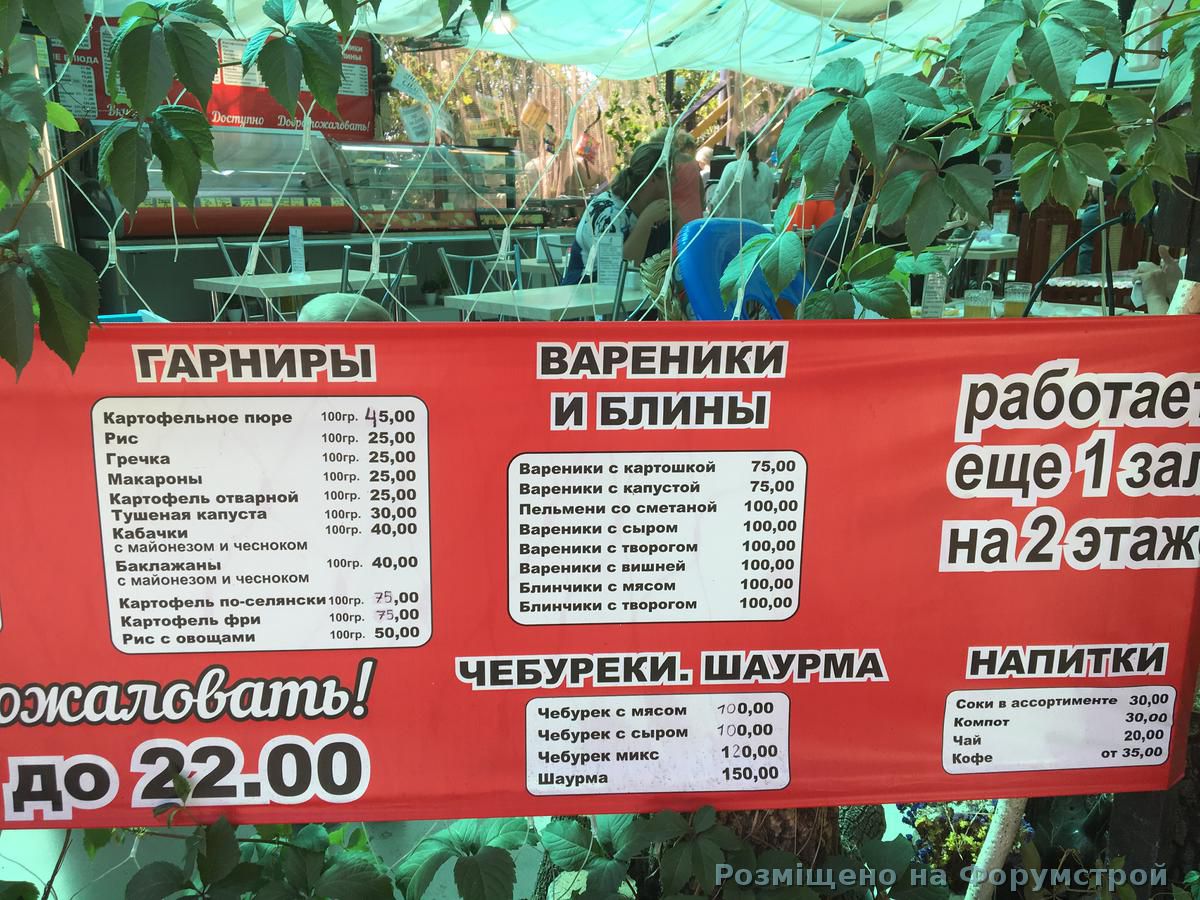 Е БЛЮДА
Доступно Добро пожаловать!
ГАРНИРЫ
Картофельное пюре 100гр. 45,00
Рис 100гр. 25,00
Гречка 100гр. 25,00
Макароны 100гр. 25,00
Картофель отварной 100гр. 25,00
Тушеная капуста 100гр. 30,00
Кабачки 100гр. 40,00
с майонезом и чесноком
Баклажаны 100гр. 40,00
с майонезом и чесноком
Картофель по-селянски 100гр. 75,00
Картофель фри 100гр. 75,00
Рис с овощами 100гр. 50,00
ожаловать!
до 22.00
ВАРЕНИКИ
И БЛИНЫ
Вареники с картошкой 75,00
Вареники с капустой 75,00
Пельмени со сметаной 100,00
Вареники с сыром 100,00
Вареники с творогом 100,00
Вареники с вишней 100,00
Блинчики с мясом 100,00
Блинчики с творогом 100,00
ЧЕБУРЕКИ. ШАУРМА
Чебурек с мясом 100,00
Чебурек с сыром 100,00
Чебурек микс 120,00
Шаурма 150,00
работает
еще 1 зал
на 2 этаже
НАПИТКИ
Соки в ассортименте 30,00
Компот 30,00
Чай 20,00
Кофе от 35,00
Розміщено на Форумстрой